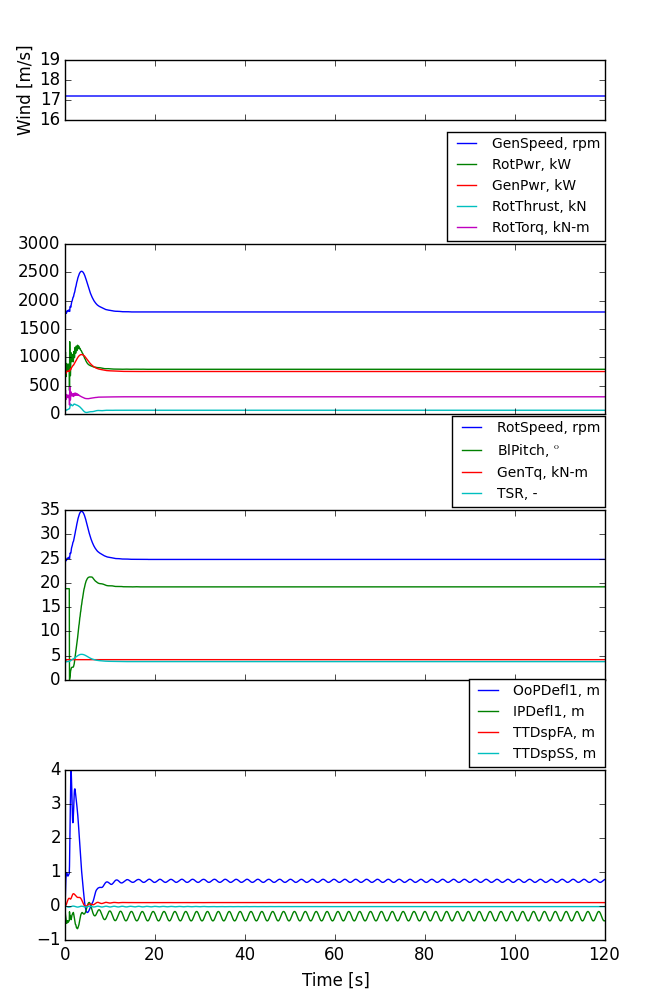 Wind [m/s]
19
18
17
16
GenSpeed, rpm
RotPwr, kW
GenPwr, kW
RotThrust, kN
RotTorq, kN-m
3000
2500
2000
1500
1000
500
0
RotSpeed, rpm
BlPitch, °
GenTq, kN-m
TSR, -
35
30
25
20
15
10
5
0
OoPDefl1, m
IPDefl1, m
TTDspFA, m
TTDspSS, m
4
3
2
1
0
−1
0 20 40 60 80 100 120
Time [s]